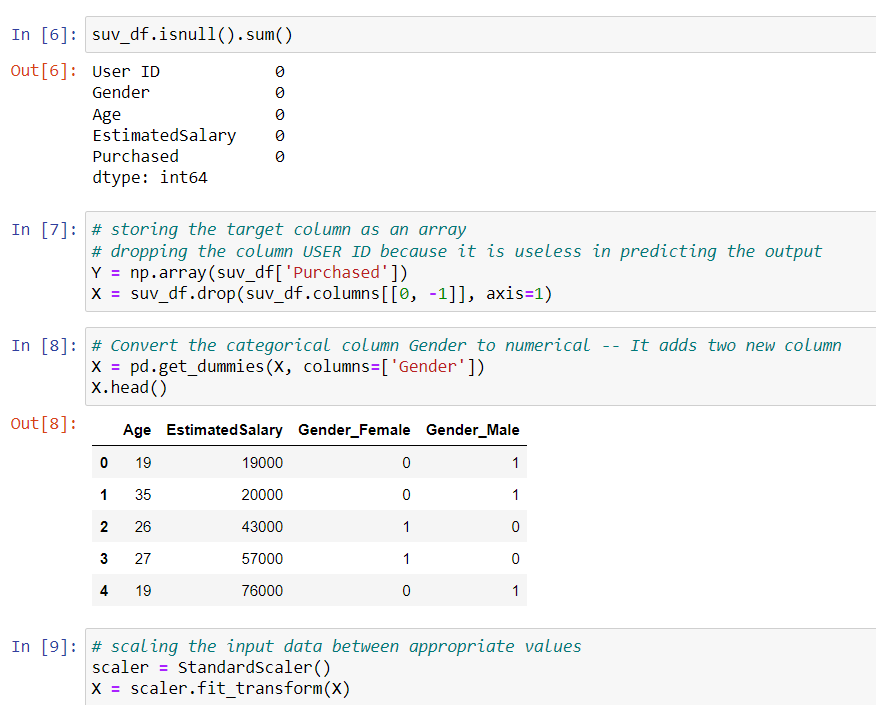 In [6]: suv_df.isnull().sum()
Out[6]: User ID 0
Gender 0
Age 0
EstimatedSalary 0
Purchased 0
dtype: int64
In [7]: # storing the target column as an array
# dropping the column USER ID because it is useless in predicting the output
Y = np.array(suv_df['Purchased'])
X = suv_df.drop(suv_df.columns[[0, -1]], axis=1)
In [8]: # Convert the categorical column Gender to numerical -- It adds two new column
X = pd.get_dummies(X, columns=['Gender'])
X.head()
Out[8]:
Age EstimatedSalary Gender_Female Gender_Male
0 19 19000 0 1
1 35 20000 0 1
2 26 43000 1 0
3 27 57000 1 0
4 19 76000 0 1
In [9]: # scaling the input data between appropriate values
scaler = StandardScaler()
X = scaler.fit_transform(X)